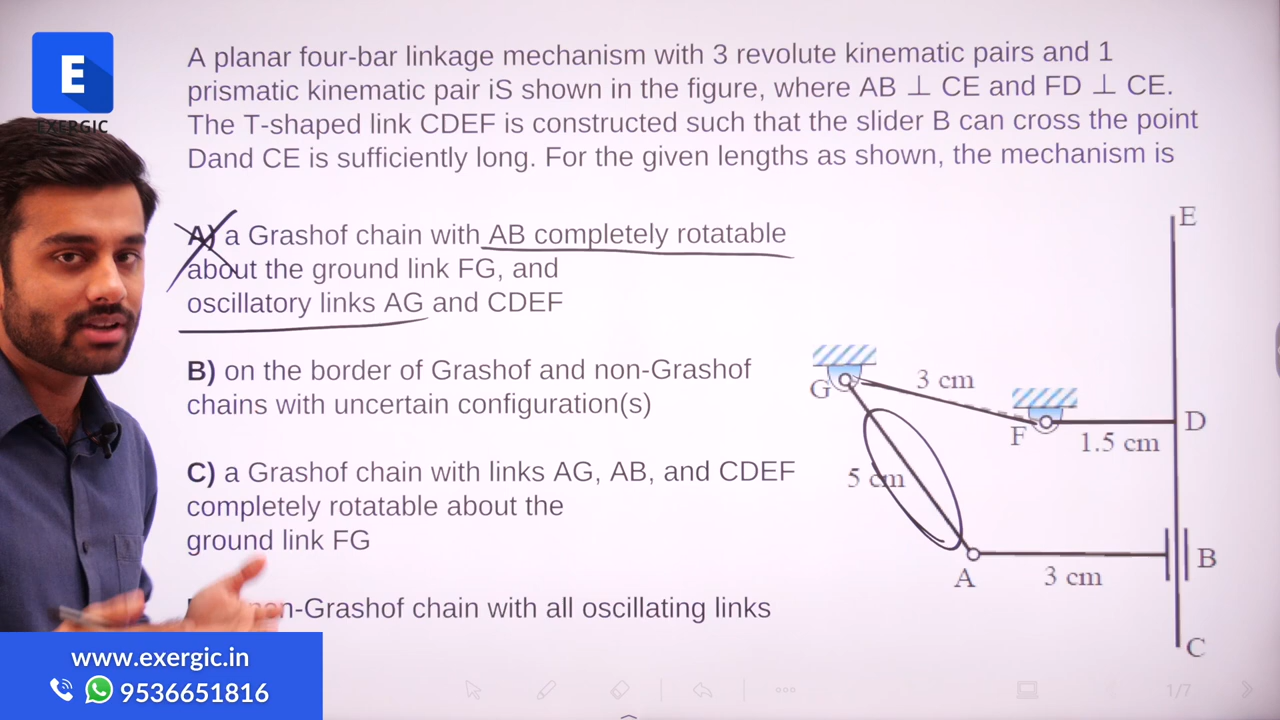 E
EXERGIC
A planar four-bar linkage mechanism with 3 revolute kinematic pairs and 1
prismatic kinematic pair iS shown in the figure, where AB ⊥ CE and FD ⊥ CE.
The T-shaped link CDEF is constructed such that the slider B can cross the point
Dand CE is sufficiently long. For the given lengths as shown, the mechanism is
A) a Grashof chain with AB completely rotatable
about the ground link FG, and
oscillatory links AG and CDEF
B) on the border of Grashof and non-Grashof
chains with uncertain configuration(s)
C) a Grashof chain with links AG, AB, and CDEF
completely rotatable about the
ground link FG
non-Grashof chain with all oscillating links
E
G
3 cm
F
D
1.5 cm
5 cm
A
3 cm
B
C
www.exergic.in
9536651816
1/7